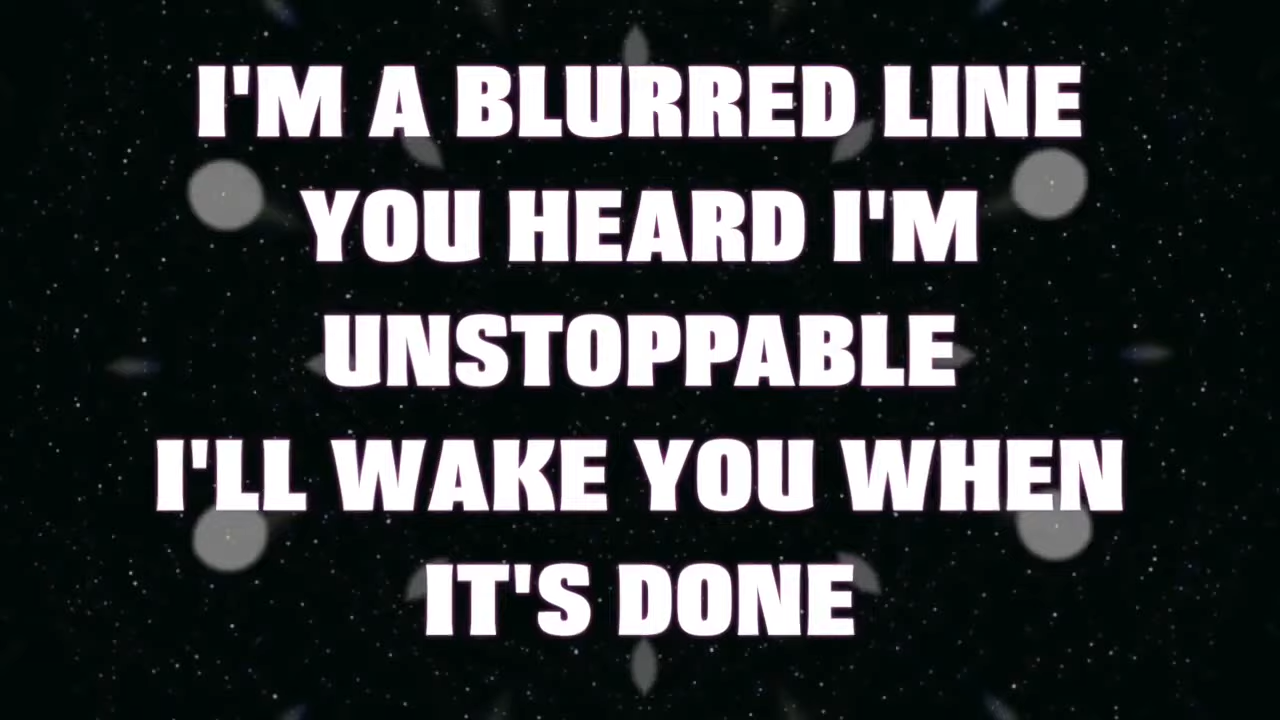 I'M A BLURRED LINE
YOU HEARD I'M
UNSTOPPABLE
I'LL WAKE YOU WHEN
IT'S DONE